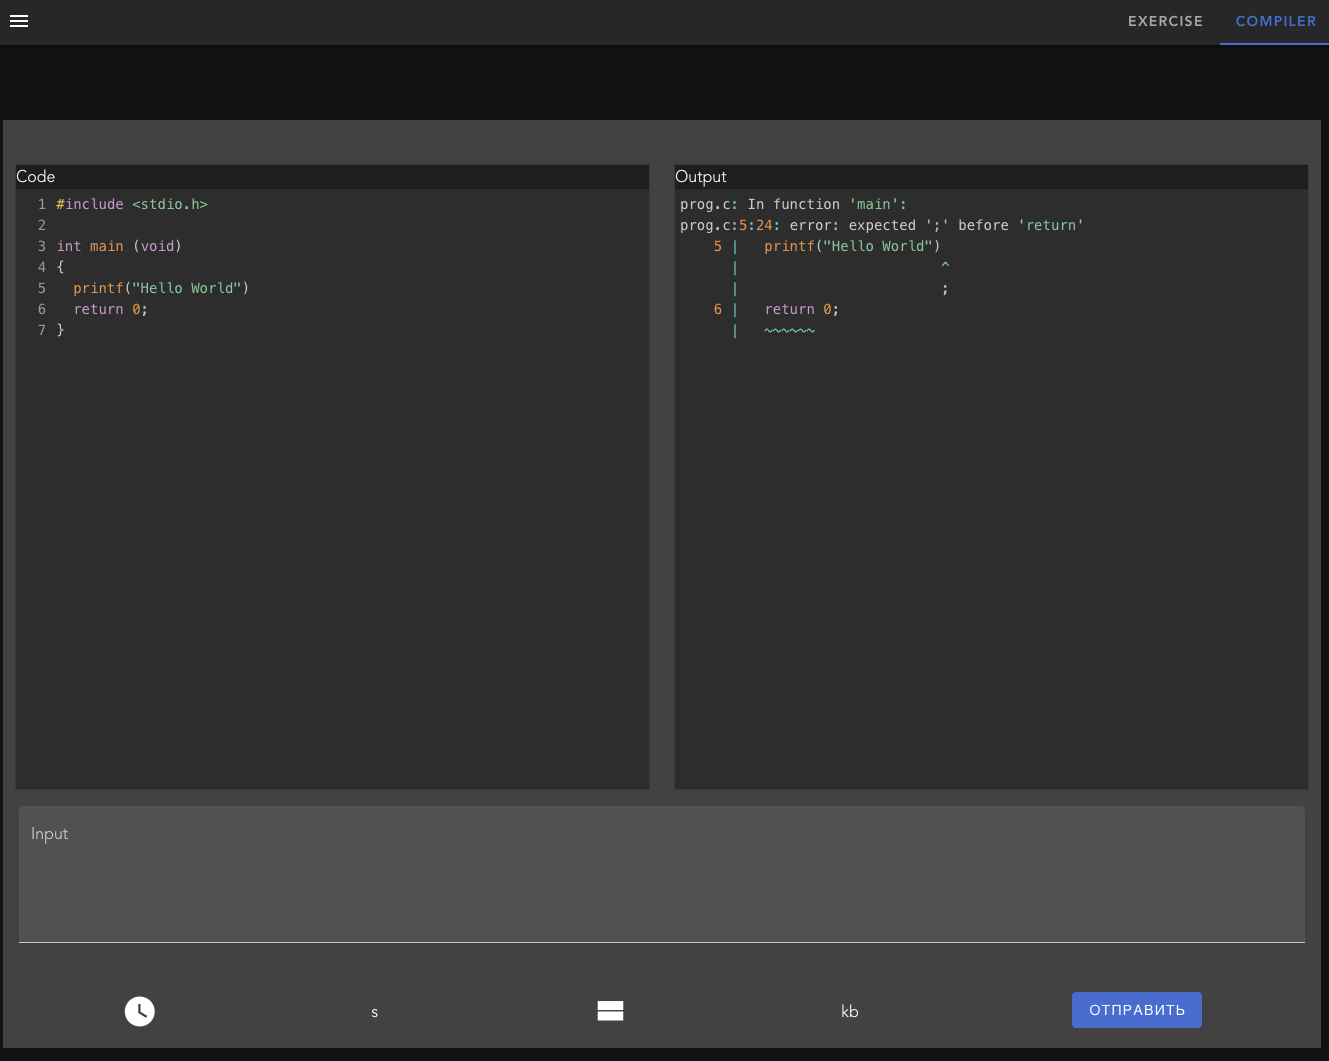 EXERCISE COMPILER
Code
1 #include <stdio.h>
2
3 int main (void)
4 {
5   printf("Hello World")
6   return 0;
7 }
Output
prog.c: In function 'main':
prog.c:5:24: error: expected ';' before 'return'
    5 |   printf("Hello World")
      |                        ^
      |                        ;
    6 |   return 0;
      |   ~~~~~~
Input
s
kb
ОТПРАВИТЬ